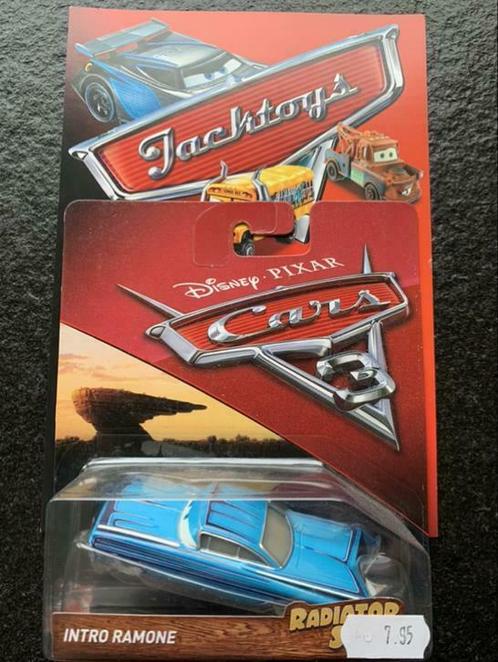 Jacktoys
Disney · PIXAR
Cars
3
RADIATOR
INTRO RAMONE
7.95